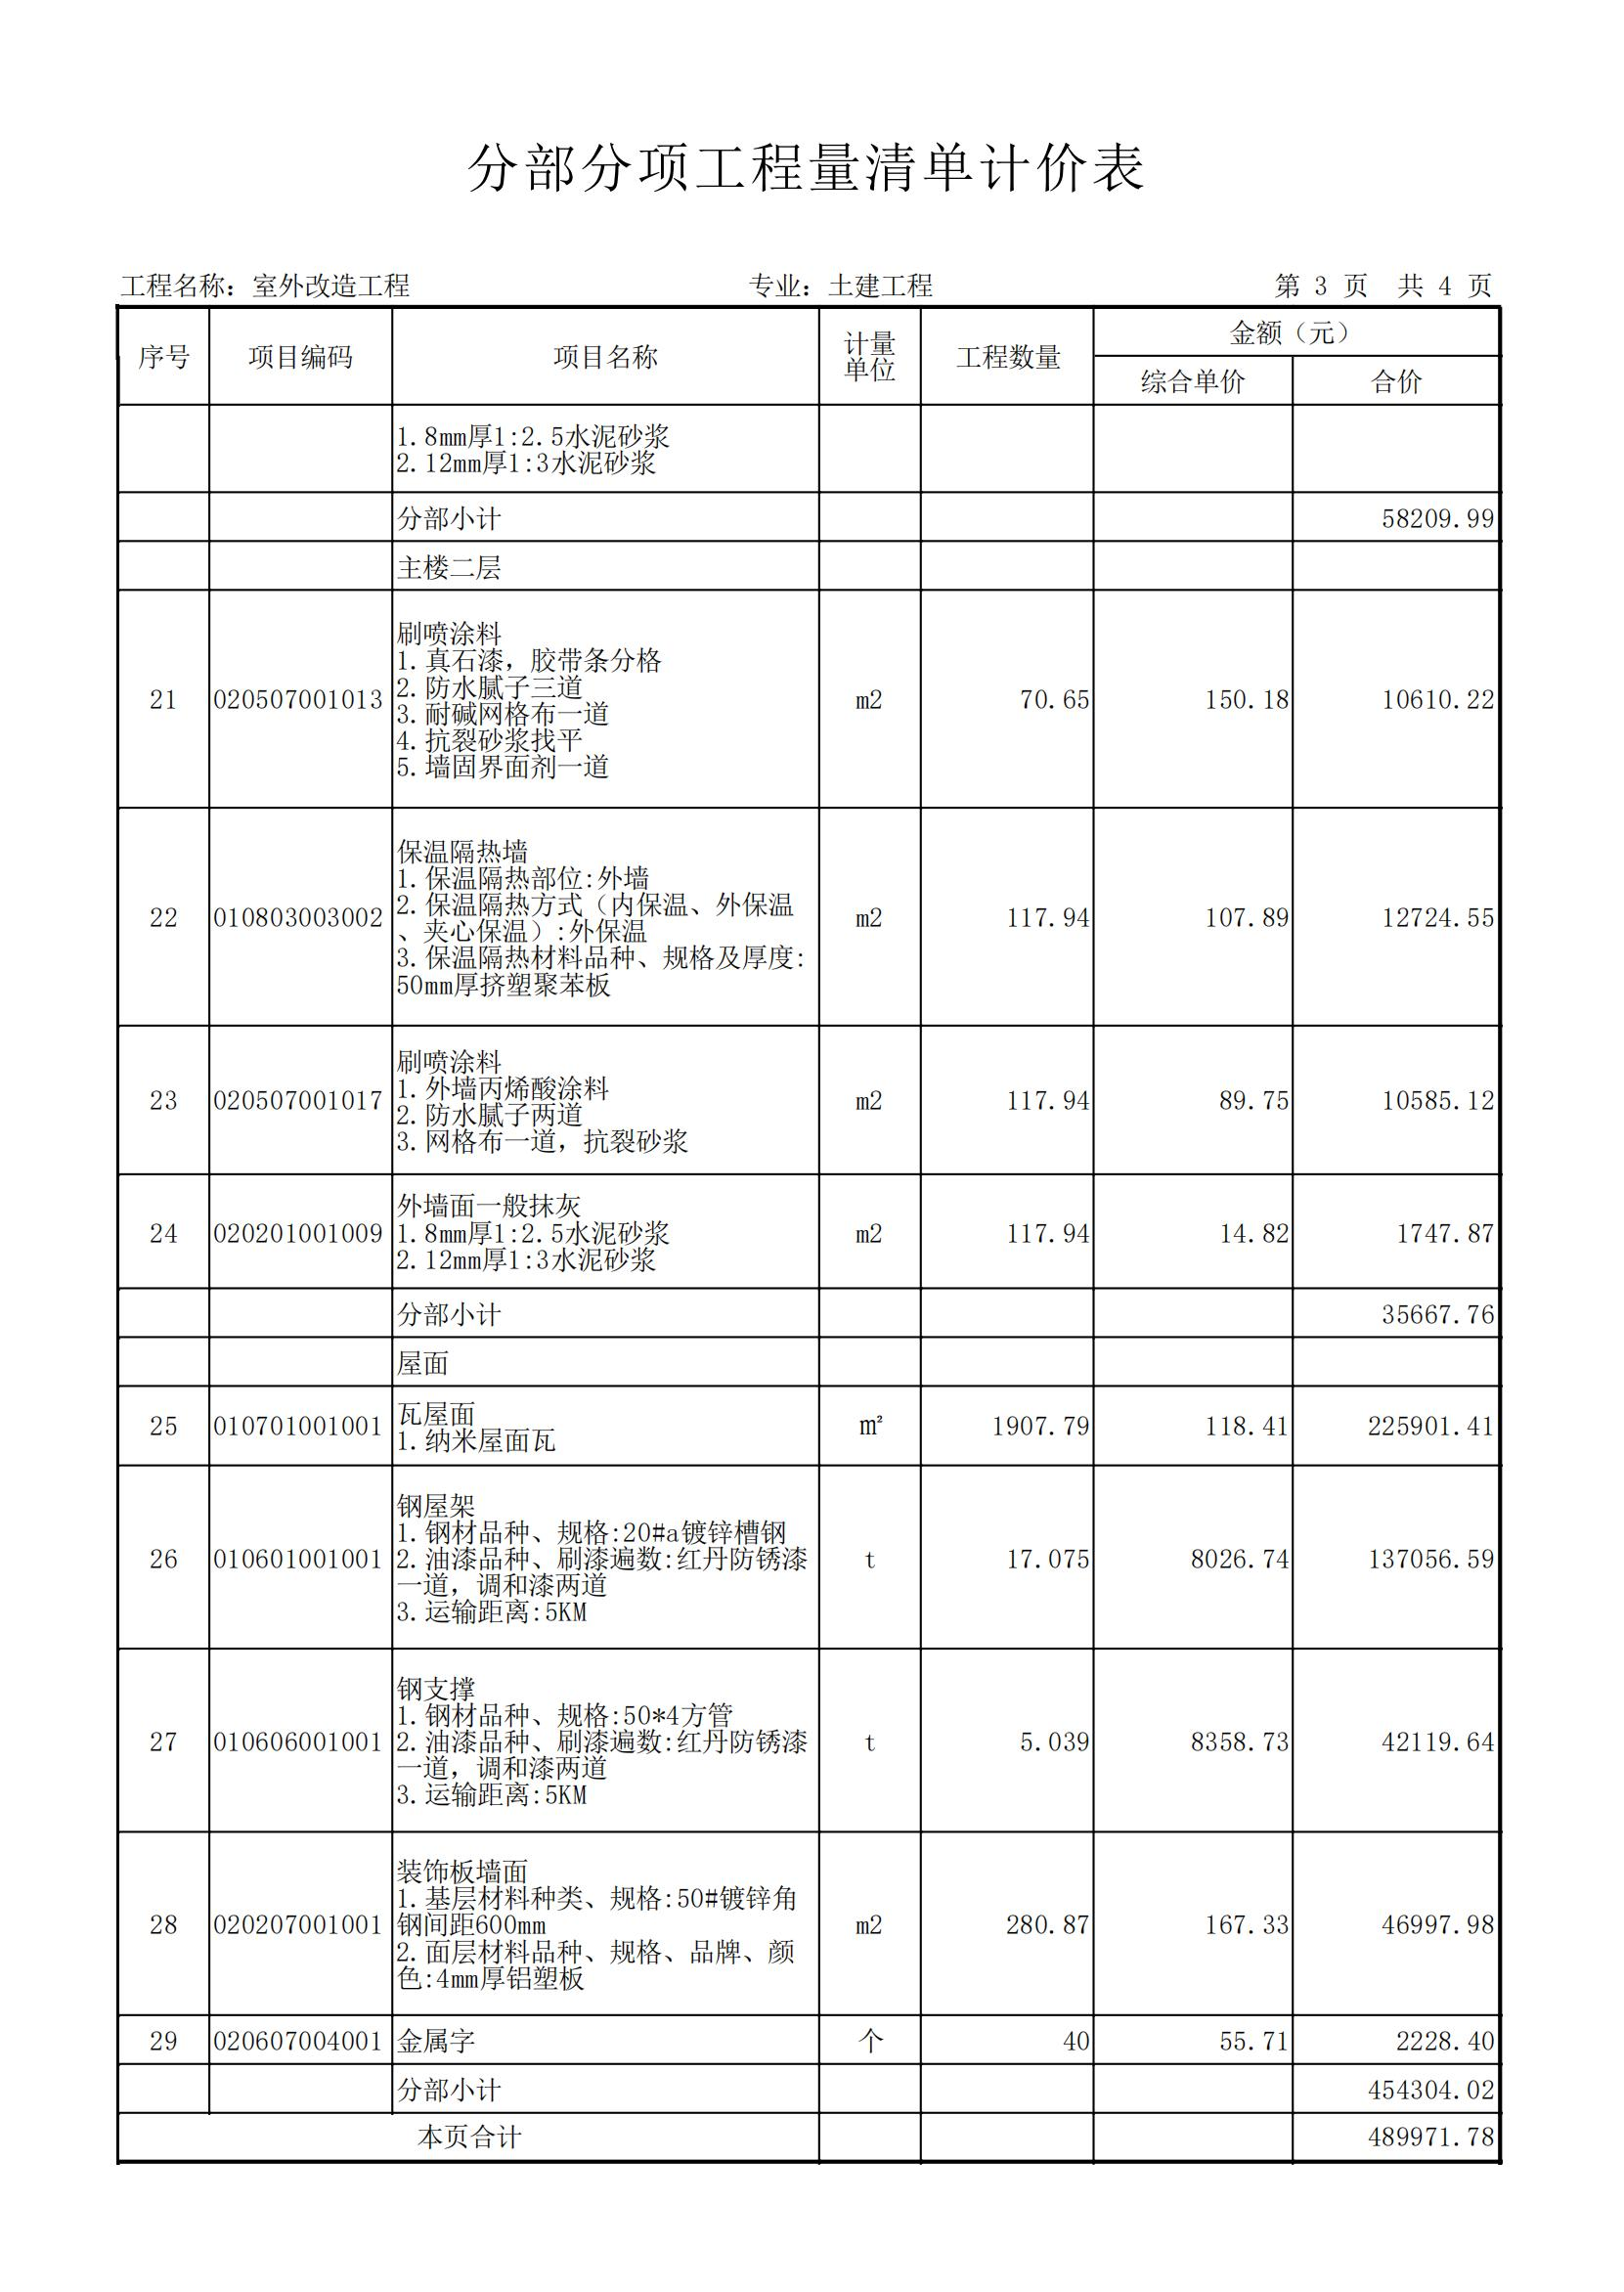 分部分项工程量清单计价表
工程名称：室外改造工程 专业：土建工程 第 3 页 共 4 页
序号 项目编码 项目名称 计量单位 工程数量 金额（元）
综合单价 合价
1.8mm厚1:2.5水泥砂浆
2.12mm厚1:3水泥砂浆
分部小计 58209.99
主楼二层
刷喷涂料
1.真石漆，胶带条分格
2.防水腻子三道
21 020507001013 3.耐碱网格布一道 m2 70.65 150.18 10610.22
4.抗裂砂浆找平
5.墙固界面剂一道
保温隔热墙
1.保温隔热部位:外墙
22 010803003002 2.保温隔热方式（内保温、外保温 m2 117.94 107.89 12724.55
、夹心保温）:外保温
3.保温隔热材料品种、规格及厚度:
50mm厚挤塑聚苯板
刷喷涂料
23 020507001017 1.外墙丙烯酸涂料 m2 117.94 89.75 10585.12
2.防水腻子两道
3.网格布一道，抗裂砂浆
外墙面一般抹灰
24 020201001009 1.8mm厚1:2.5水泥砂浆 m2 117.94 14.82 1747.87
2.12mm厚1:3水泥砂浆
分部小计 35667.76
屋面
25 010701001001 瓦屋面 m² 1907.79 118.41 225901.41
1.纳米屋面瓦
钢屋架
1.钢材品种、规格:20#a镀锌槽钢
26 010601001001 2.油漆品种、刷漆遍数:红丹防锈漆 t 17.075 8026.74 137056.59
一道，调和漆两道
3.运输距离:5KM
钢支撑
1.钢材品种、规格:50*4方管
27 010606001001 2.油漆品种、刷漆遍数:红丹防锈漆 t 5.039 8358.73 42119.64
一道，调和漆两道
3.运输距离:5KM
装饰板墙面
1.基层材料种类、规格:50#镀锌角
28 020207001001 钢间距600mm m2 280.87 167.33 46997.98
2.面层材料品种、规格、品牌、颜
色:4mm厚铝塑板
29 020607004001 金属字 个 40 55.71 2228.40
分部小计 454304.02
本页合计 489971.78